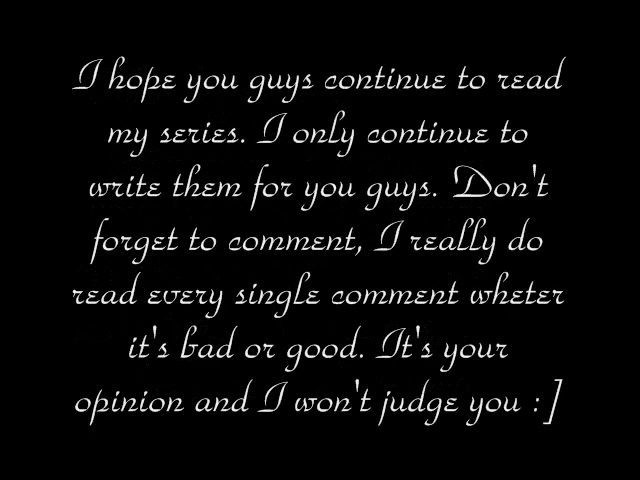 I hope you guys continue to read
my series. I only continue to
write them for you guys. Don't
forget to comment, I really do
read every single comment wheter
it's bad or good. It's your
opinion and I won't judge you : ]